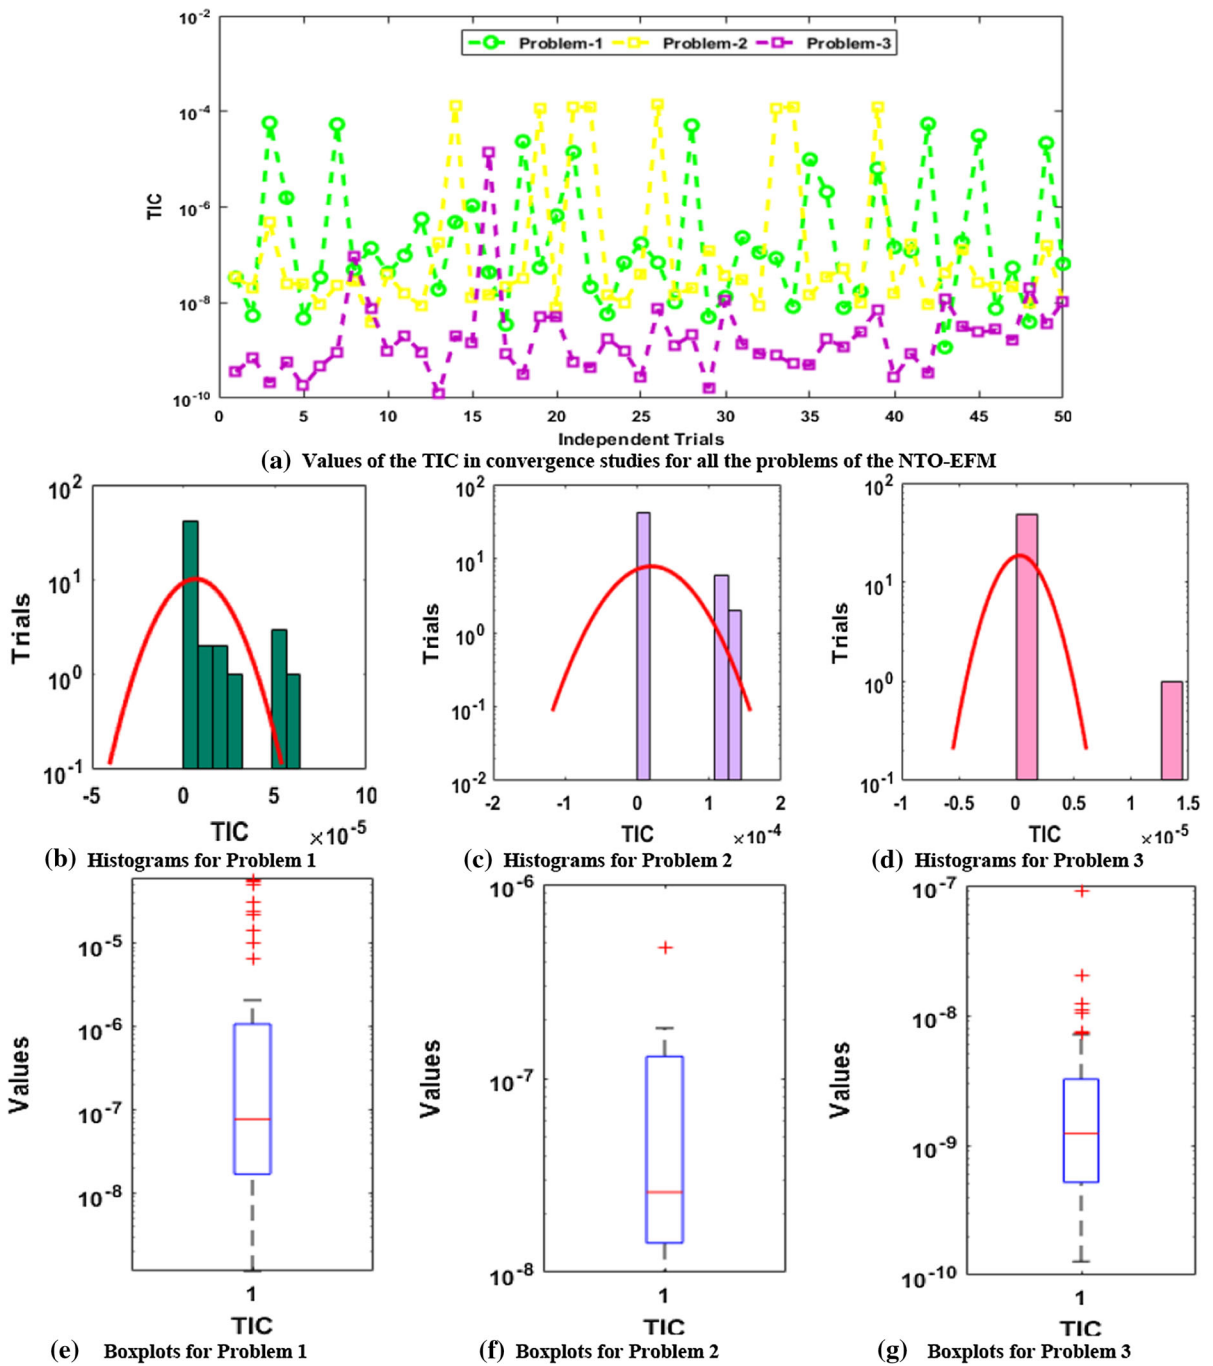 10-2
Problem-1 Problem-2 Problem-3
10-4
10-6
10-8
10-10
TIC
0 5 10 15 20 25 30 35 40 45 50
Independent Trials
(a) Values of the TIC in convergence studies for all the problems of the NTO-EFM
10 2
10 1
10 0
10-1
Trials
-5 0 5 10
TIC ×10-5
(b) Histograms for Problem 1
10 2
10 1
10 0
10-1
10-2
Trials
-2 -1 0 1 2
TIC ×10-4
(c) Histograms for Problem 2
10 2
10 1
10 0
10-1
Trials
-1 -0.5 0 0.5 1 1.5
TIC ×10-5
(d) Histograms for Problem 3
10-5
10-6
10-7
10-8
Values
1
TIC
(e) Boxplots for Problem 1
10-6
10-7
10-8
Values
1
TIC
(f) Boxplots for Problem 2
10-7
10-8
10-9
10-10
Values
1
TIC
(g) Boxplots for Problem 3